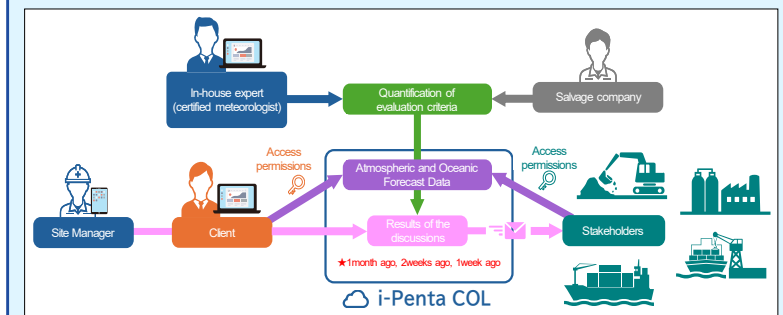 In-house expert
(certified meteorologist)
Quantification of
evaluation criteria
Salvage company
Access
permissions
Access
permissions
Atmospheric and Oceanic
Forecast Data
Site Manager
Client
Results of the
discussions
Stakeholders
★1month ago, 2weeks ago, 1week ago
i-Penta COL